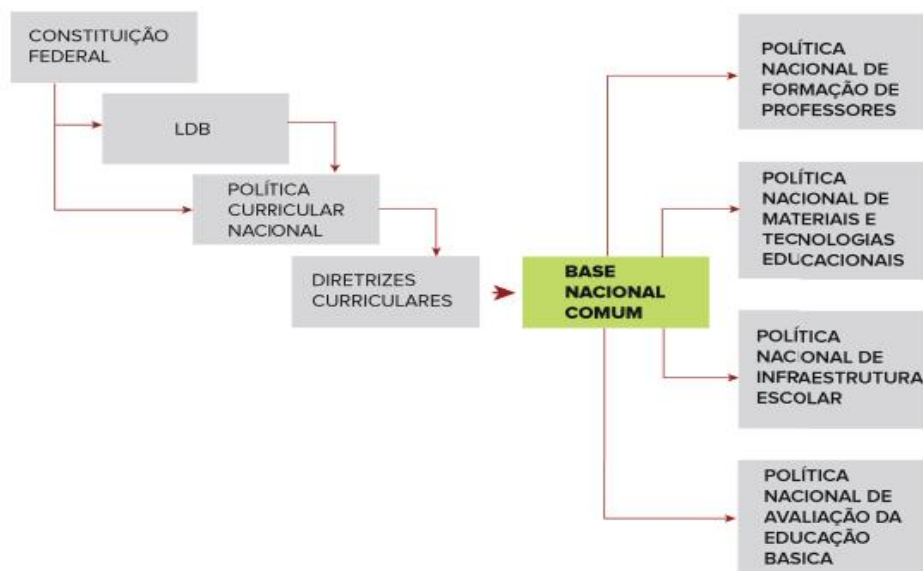 CONSTITUIÇÃO
FEDERAL
LDB
POLÍTICA
CURRICULAR
NACIONAL
DIRETRIZES
CURRICULARES
BASE
NACIONAL
COMUM
POLÍTICA
NACIONAL DE
FORMAÇÃO DE
PROFESSORES
POLÍTICA
NACIONAL DE
MATERIAIS E
TECNOLOGIAS
EDUCACIONAIS
POLÍTICA
NACIONAL DE
INFRAESTRUTURA
ESCOLAR
POLÍTICA
NACIONAL DE
AVALIAÇÃO DA
EDUCAÇÃO
BASICA